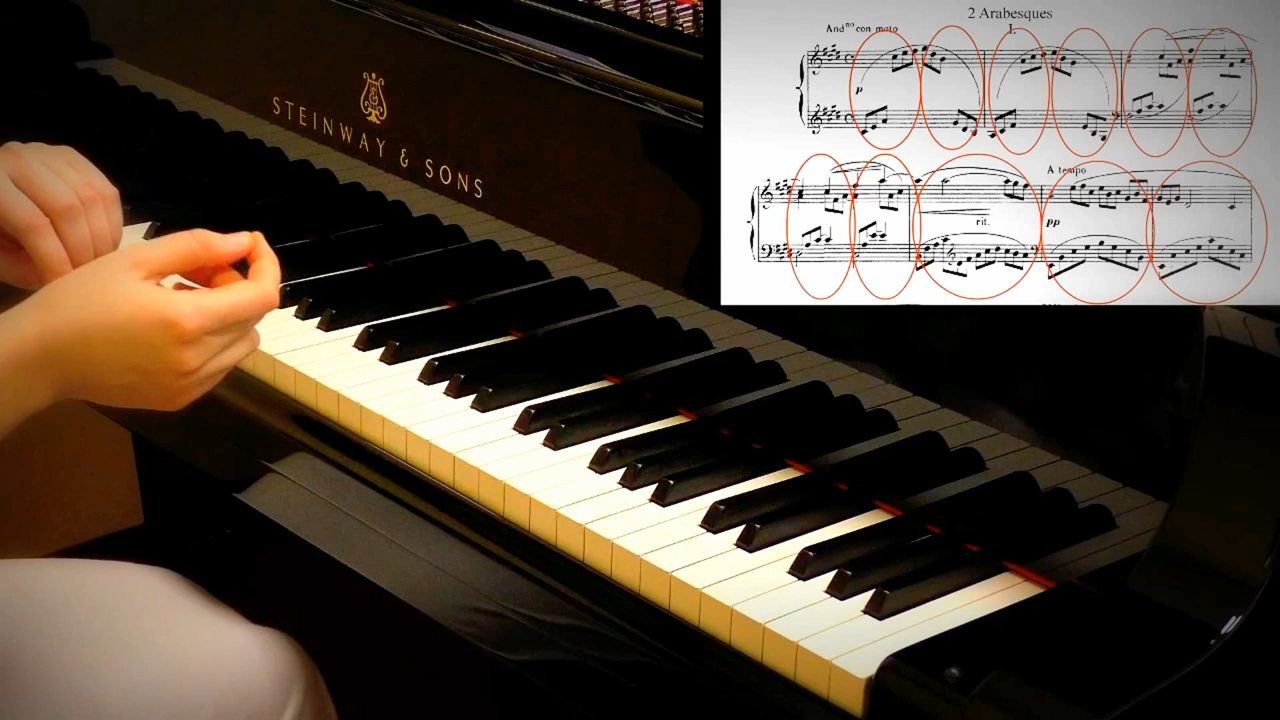 2 Arabesques
I.
And^no con moto
p
A tempo
rit.
pp
STEINWAY & SONS